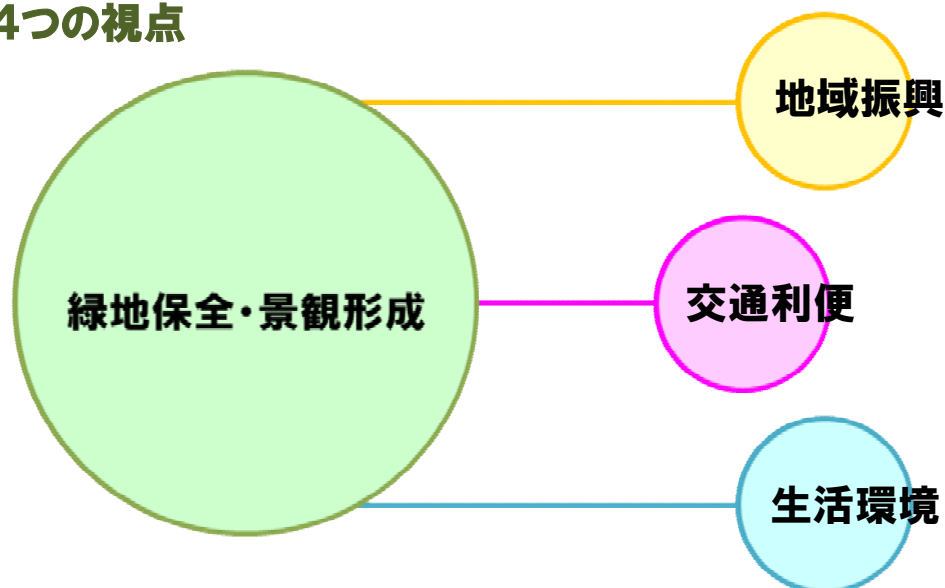 4つの視点
地域振興
緑地保全・景観形成
交通利便
生活環境